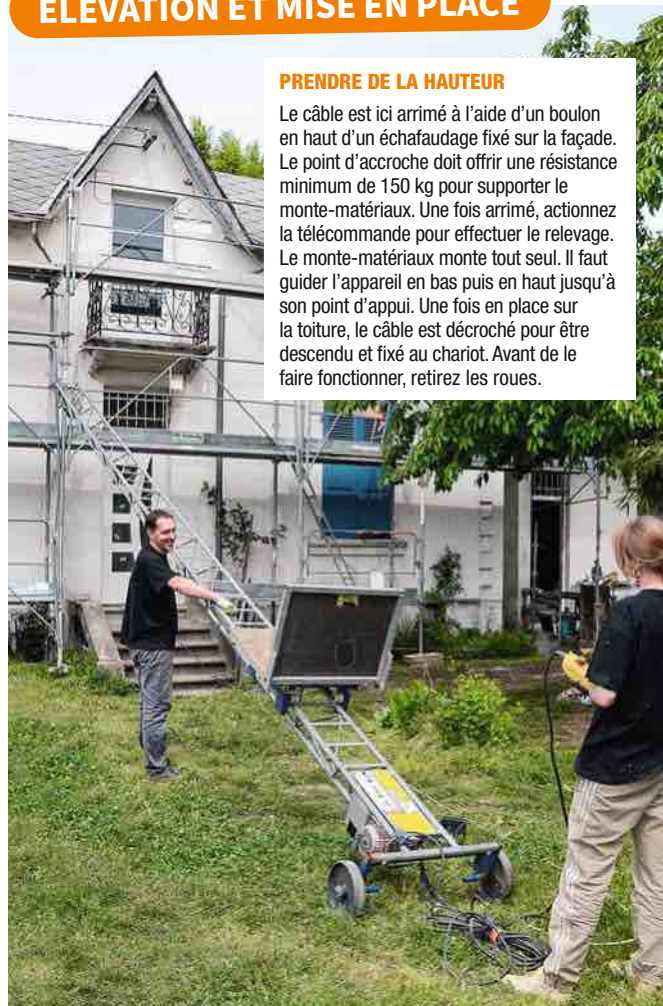 ÉLÉVATION ET MISE EN PLACE
PRENDRE DE LA HAUTEUR
Le câble est ici arrimé à l'aide d'un boulon
en haut d'un échafaudage fixé sur la façade.
Le point d'accroche doit offrir une résistance
minimum de 150 kg pour supporter le
monte-matériaux. Une fois arrimé, actionnez
la télécommande pour effectuer le relevage.
Le monte-matériaux monte tout seul. Il faut
guider l'appareil en bas puis en haut jusqu'à
son point d'appui. Une fois en place sur
la toiture, le câble est décroché pour être
descendu et fixé au chariot. Avant de le
faire fonctionner, retirez les roues.